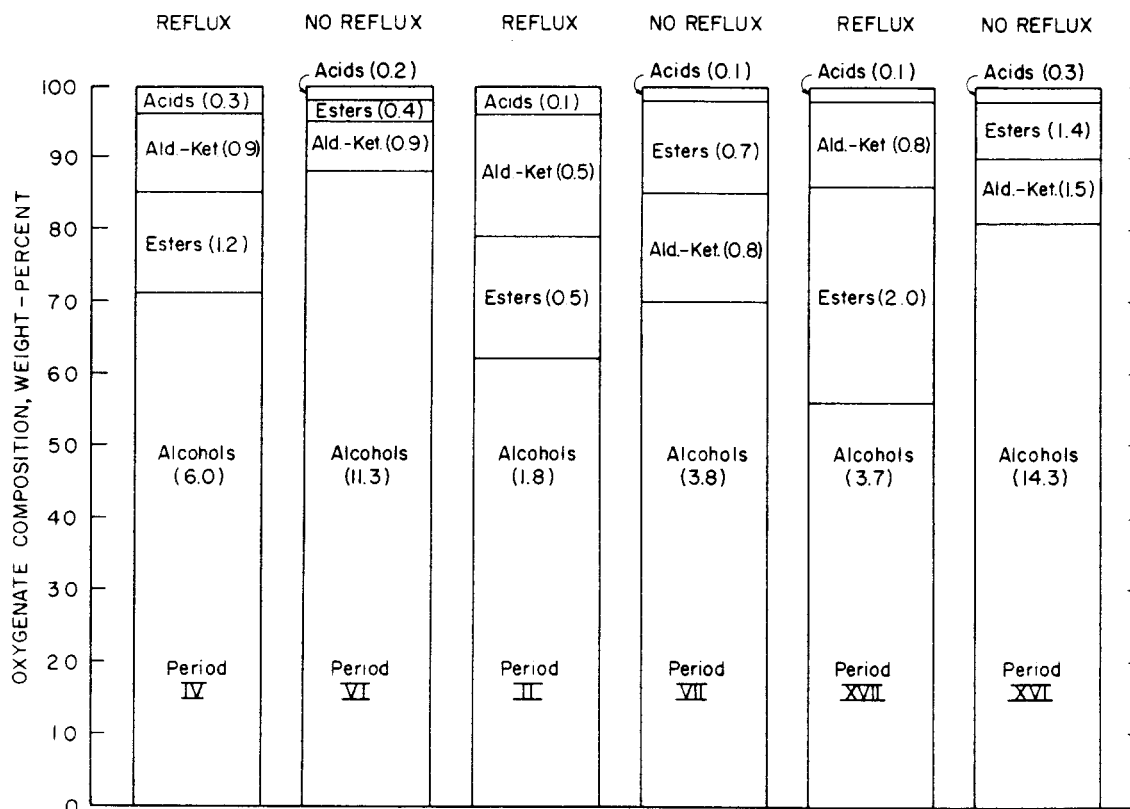 REFLUX
NO REFLUX
REFLUX
NO REFLUX
REFLUX
NO REFLUX
OXYGENATE COMPOSITION, WEIGHT-PERCENT
100
90
80
70
60
50
40
30
20
10
0
Acids (0.3)
Ald.-Ket(0.9)
Esters (1.2)
Alcohols
(6.0)
Period
IV
Acids (0.2)
Esters (0.4)
Ald.-Ket. (0.9)
Alcohols
(11.3)
Period
VI
Acids (0.1)
Ald-Ket (0.5)
Esters (0.5)
Alcohols
(1.8)
Period
II
Acids (0.1)
Esters (0.7)
Ald.-Ket. (0.8)
Alcohols
(3.8)
Period
VII
Acids (0.1)
Ald.-Ket (0.8)
Esters (2.0)
Alcohols
(3.7)
Period
XVII
Acids (0.3)
Esters (1.4)
Ald.-Ket.(1.5)
Alcohols
(14.3)
Period
XVI